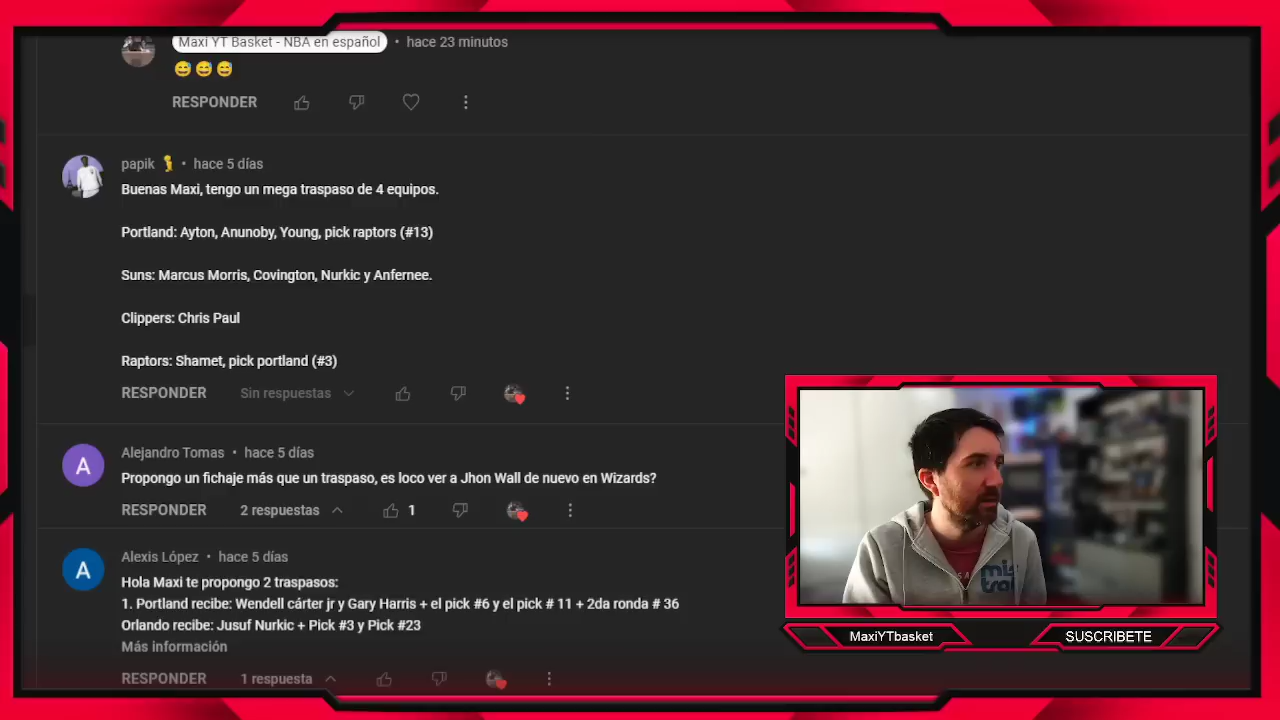 Maxi YT Basket - NBA en español • hace 23 minutos
😅 😅 😅
RESPONDER
papik • hace 5 días
Buenas Maxi, tengo un mega traspaso de 4 equipos.
Portland: Ayton, Anunoby, Young, pick raptors (#13)
Suns: Marcus Morris, Covington, Nurkic y Anfernee.
Clippers: Chris Paul
Raptors: Shamet, pick portland (#3)
RESPONDER Sin respuestas
A
Alejandro Tomas • hace 5 días
Propongo un fichaje más que un traspaso, es loco ver a Jhon Wall de nuevo en Wizards?
RESPONDER 2 respuestas 1
A
Alexis López • hace 5 días
Hola Maxi te propongo 2 traspasos:
1. Portland recibe: Wendell cárter jr y Gary Harris + el pick #6 y el pick # 11 + 2da ronda # 36
Orlando recibe: Jusuf Nurkic + Pick #3 y Pick #23
Más información
RESPONDER 1 respuesta
mis
tral
MaxiYTbasket
SUSCRIBETE